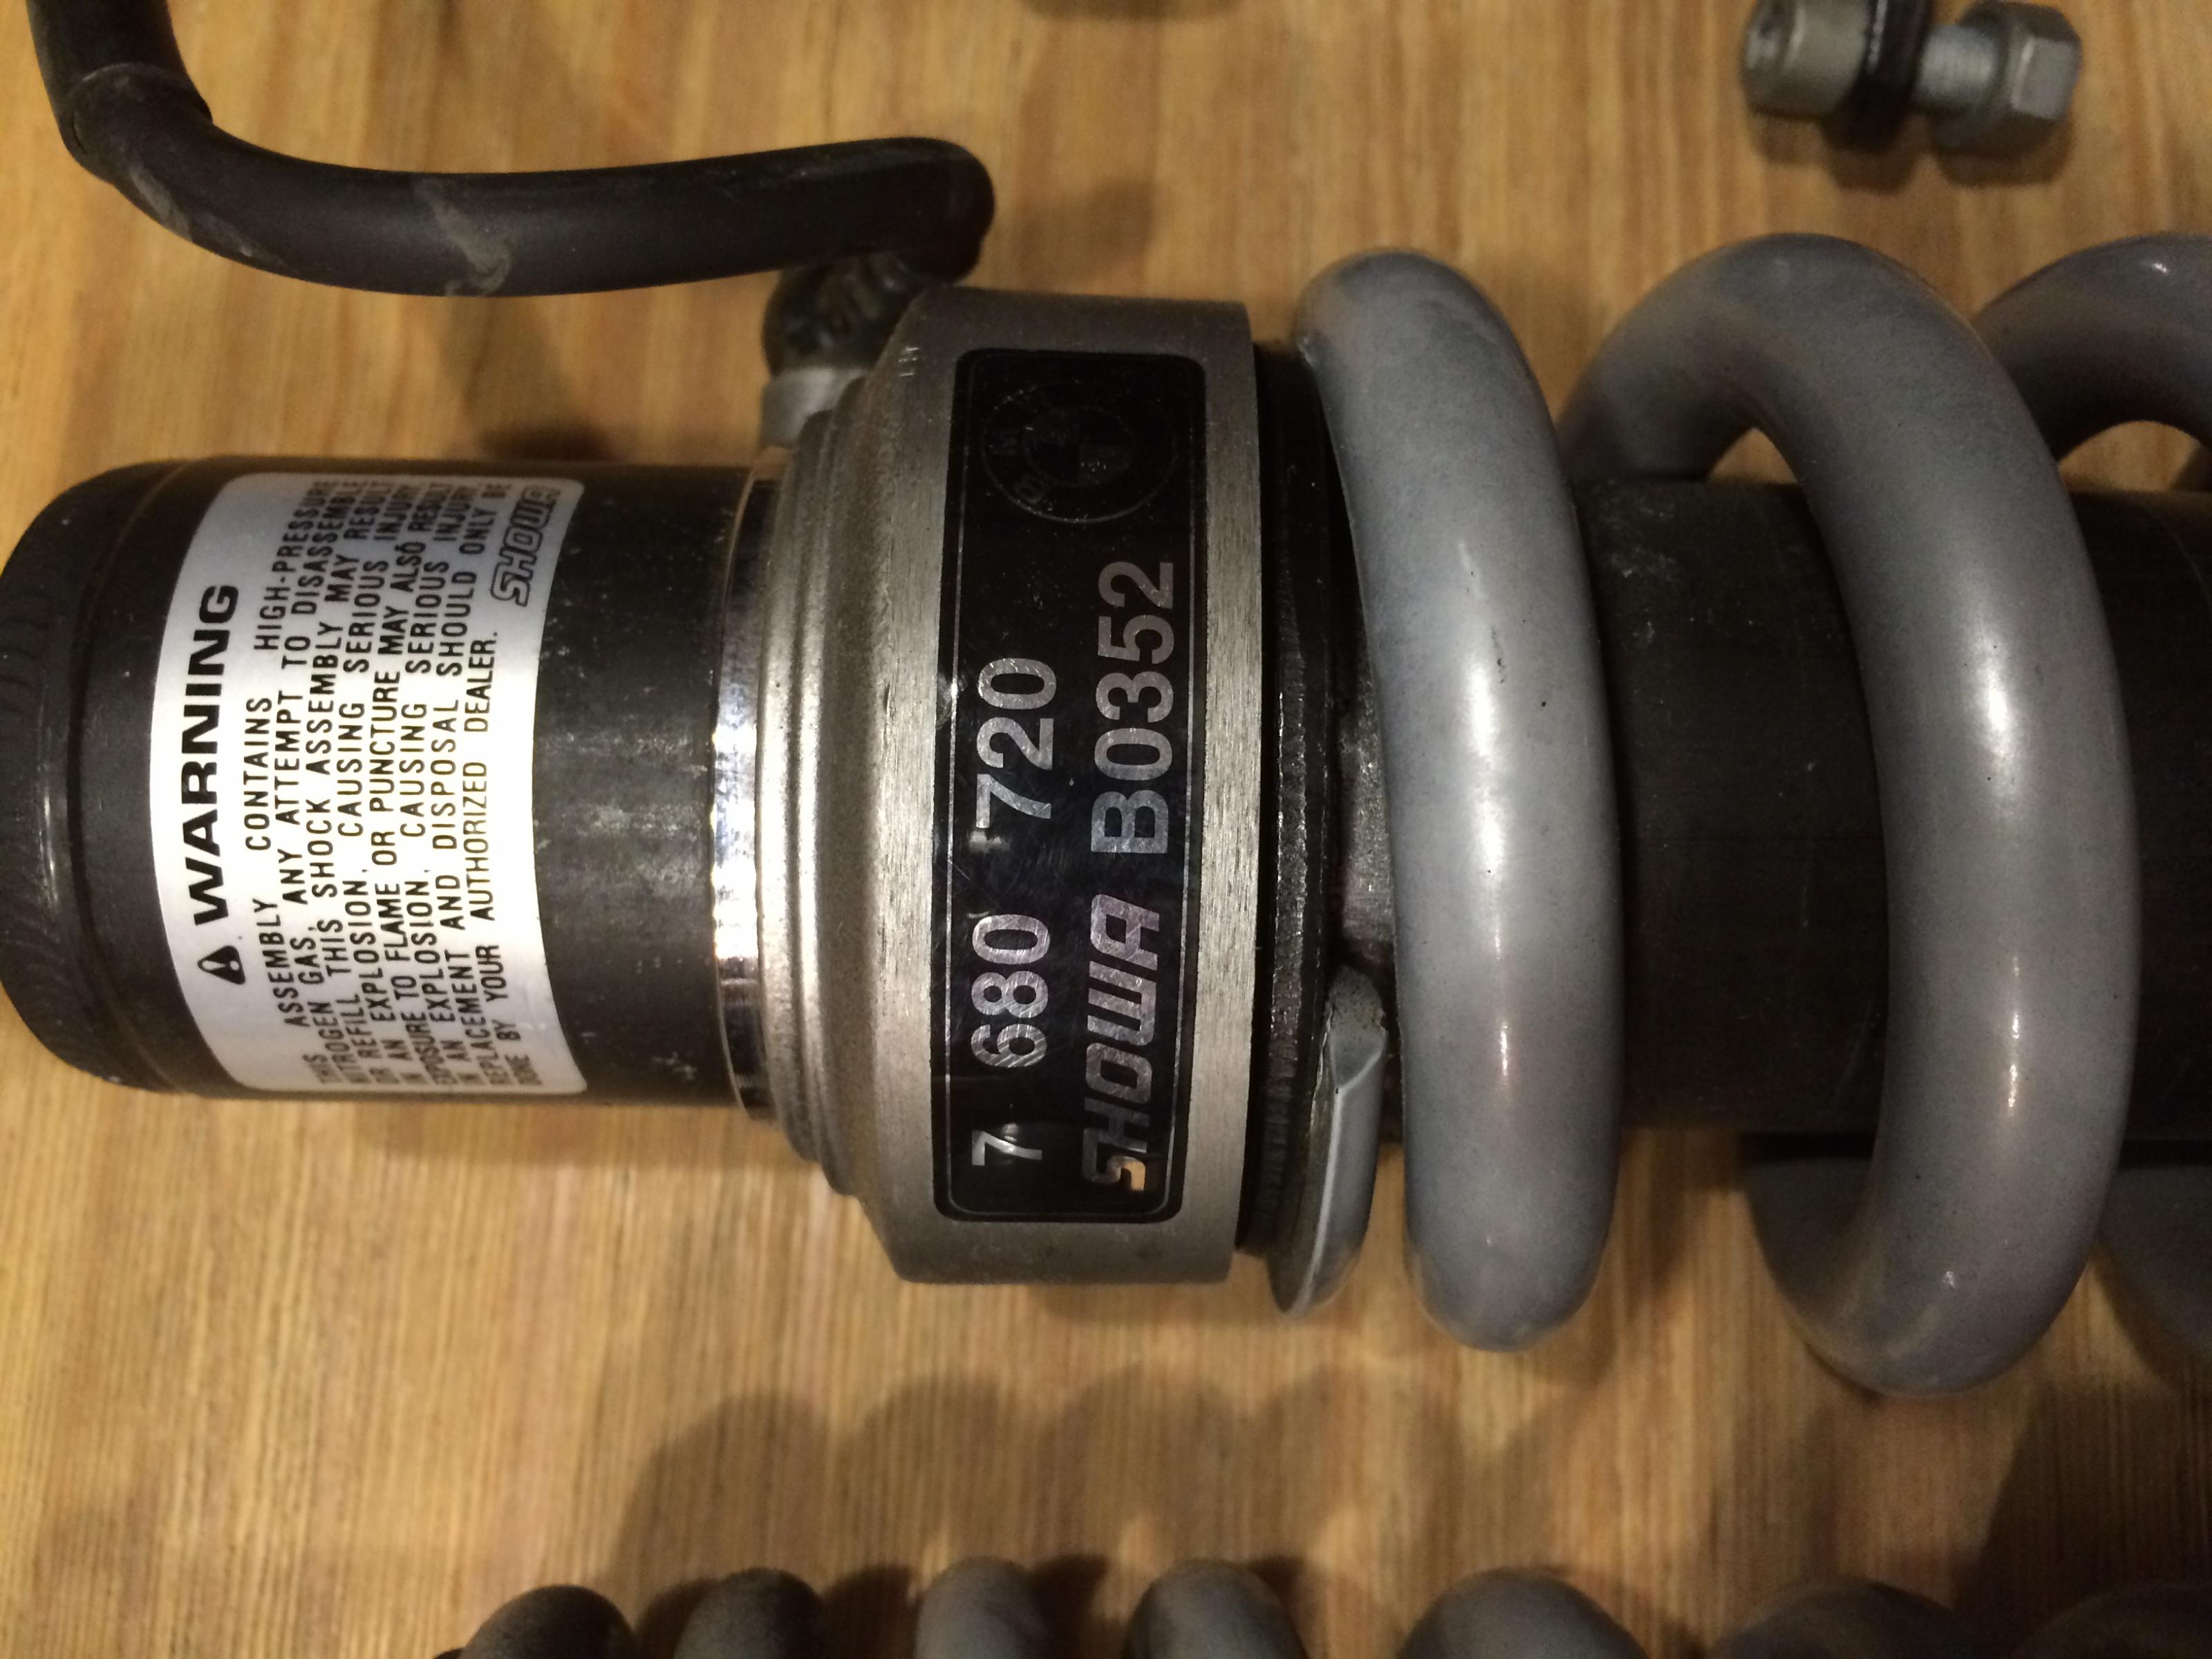 WARNING
THIS ASSEMBLY CONTAINS HIGH-PRESSURE
NITROGEN GAS. ANY ATTEMPT TO DISASSEMBLE
OR REFILL THIS SHOCK ASSEMBLY MAY RESULT
IN AN EXPLOSION, CAUSING SERIOUS INJURY.
EXPOSURE TO FLAME OR PUNCTURE MAY ALSO RESULT
IN AN EXPLOSION, CAUSING SERIOUS INJURY.
REPLACEMENT AND DISPOSAL SHOULD ONLY BE
DONE BY YOUR AUTHORIZED DEALER.
SHOWA
BMW
7 680 720
SHOWA B0352